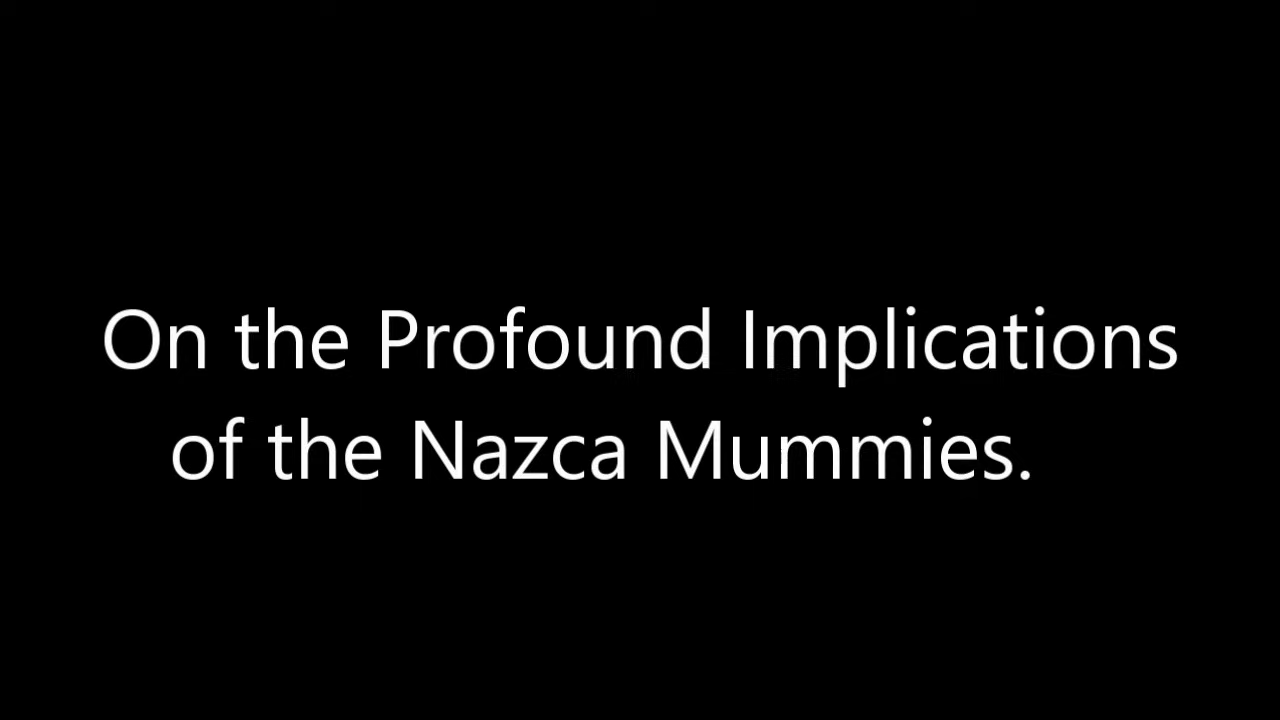 On the Profound Implications
of the Nazca Mummies.